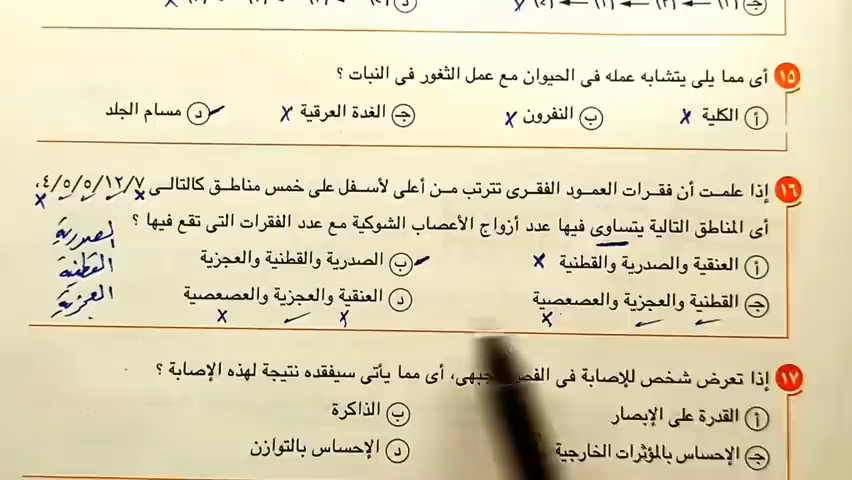 ١٥ أى مما يلى يتشابه عمله فى الحيوان مع عمل الثغور فى النبات ؟
أ الكلية ب النفرون جـ الغدة العرقية د مسام الجلد
١٦ إذا علمت أن فقرات العمود الفقرى تترتب من أعلى لأسفل على خمس مناطق كالتالى ٤/٥/٥/١٢/٧،
أى المناطق التالية يتساوى فيها عدد أزواج الأعصاب الشوكية مع عدد الفقرات التى تقع فيها ؟
الصدرية
القطنية
العجزية
أ العنقية والصدرية والقطنية ب الصدرية والقطنية والعجزية
جـ القطنية والعجزية والعصعصية د العنقية والعجزية والعصعصية
١٧ إذا تعرض شخص للإصابة فى أى مما يأتى سيفقده نتيجة لهذه الإصابة ؟
أ القدرة على الإبصار ب الذاكرة
جـ الإحساس بالمؤثرات الخارجية د الإحساس بالتوازن